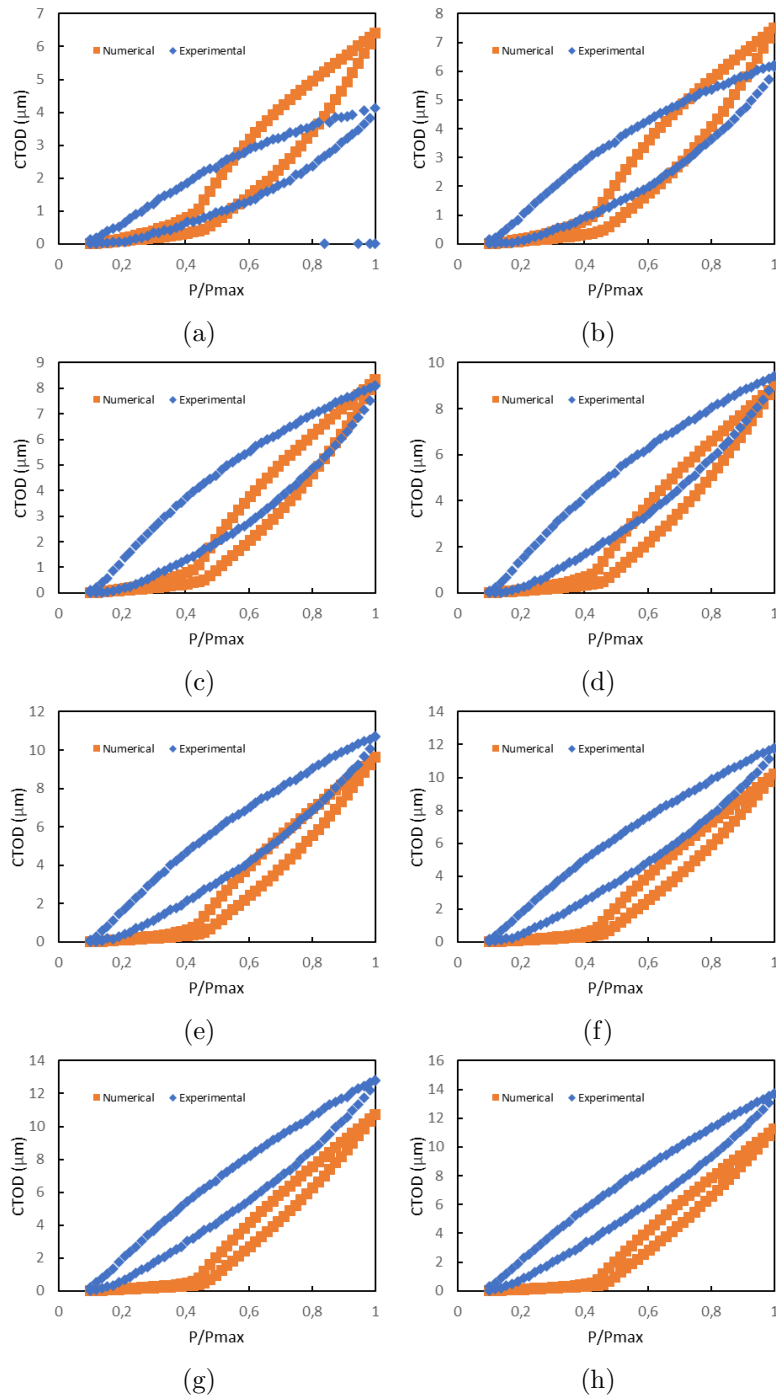 7
6
5
4
3
2
1
0
CTOD (μm)
Numerical Experimental
0 0,2 0,4 0,6 0,8 1
P/Pmax
(a)
8
7
6
5
4
3
2
1
0
CTOD (μm)
Numerical Experimental
0 0,2 0,4 0,6 0,8 1
P/Pmax
(b)
9
8
7
6
5
4
3
2
1
0
CTOD (μm)
Numerical Experimental
0 0,2 0,4 0,6 0,8 1
P/Pmax
(c)
10
8
6
4
2
0
CTOD (μm)
Numerical Experimental
0 0,2 0,4 0,6 0,8 1
P/Pmax
(d)
12
10
8
6
4
2
0
CTOD (μm)
Numerical Experimental
0 0,2 0,4 0,6 0,8 1
P/Pmax
(e)
14
12
10
8
6
4
2
0
CTOD (μm)
Numerical Experimental
0 0,2 0,4 0,6 0,8 1
P/Pmax
(f)
14
12
10
8
6
4
2
0
CTOD (μm)
Numerical Experimental
0 0,2 0,4 0,6 0,8 1
P/Pmax
(g)
16
14
12
10
8
6
4
2
0
CTOD (μm)
Numerical Experimental
0 0,2 0,4 0,6 0,8 1
P/Pmax
(h)